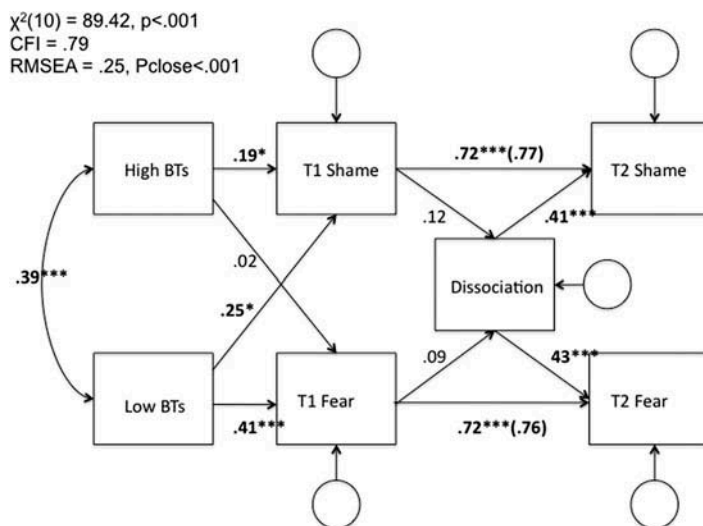 χ²(10) = 89.42, p<.001
CFI = .79
RMSEA = .25, Pclose<.001
High BTs
.19*
T1 Shame
.72***(.77)
T2 Shame
.12
.41***
.02
.39***
Dissociation
.25*
.09
43***
Low BTs
.41***
T1 Fear
.72***(.76)
T2 Fear